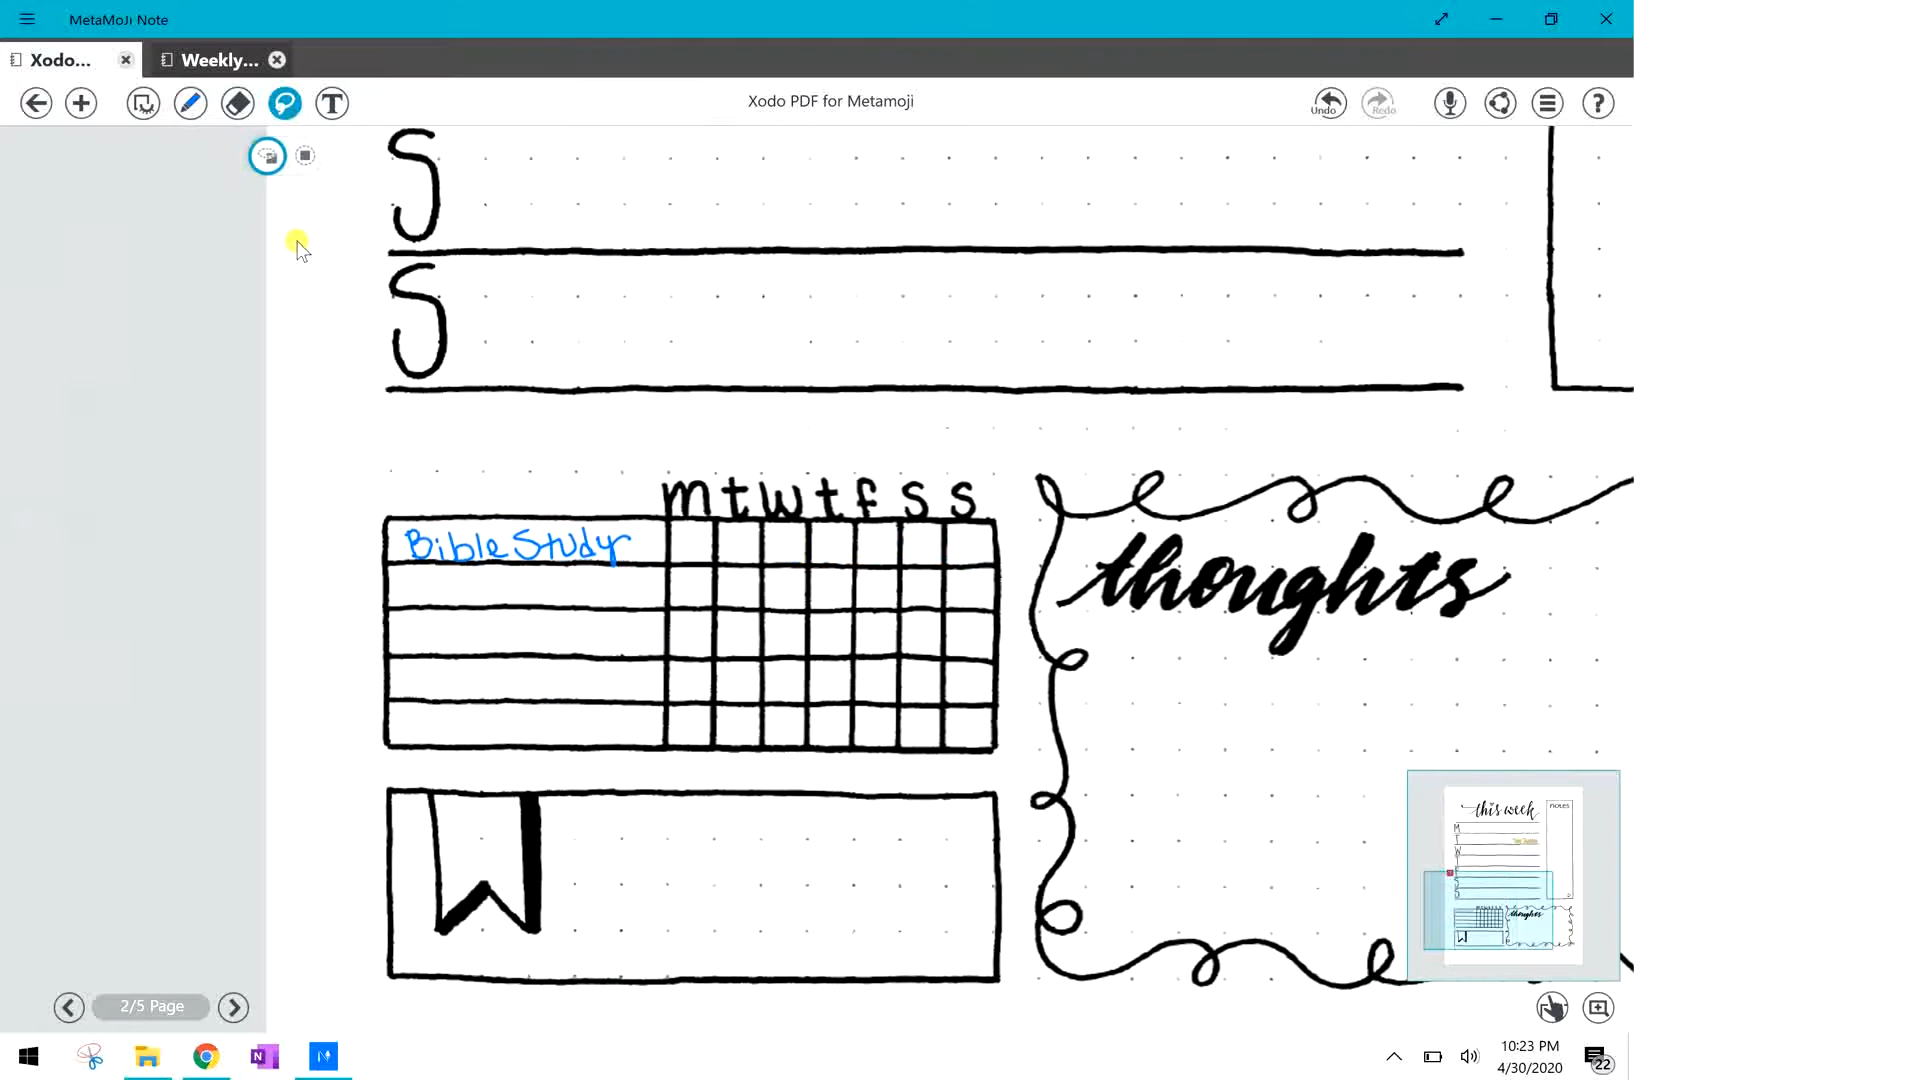 MetaMoJi Note
Xodo...
Weekly...
Xodo PDF for Metamoji
Undo
Redo
T
?
S
S
m t w t f s s
Bible Study
thoughts
this week
notes
M
T
W
thoughts
2/5 Page
N
10:23 PM
4/30/2020
22